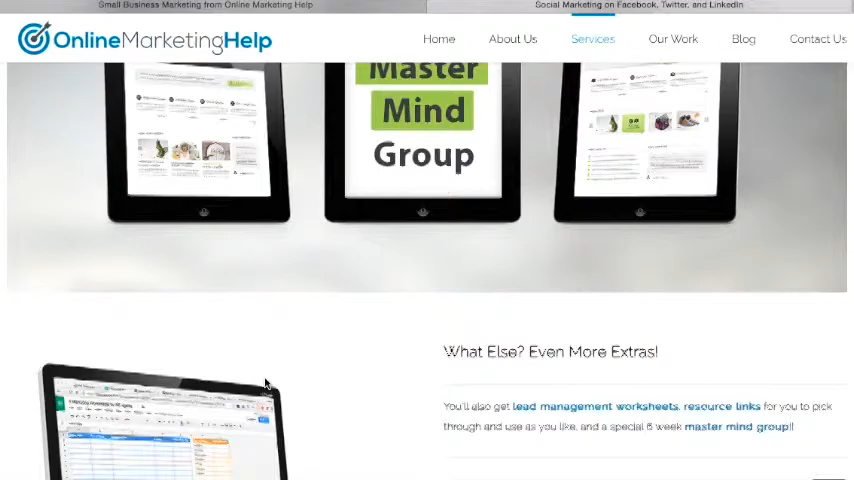 Small Business Marketing from Online Marketing Help
Social Marketing on Facebook, Twitter, and LinkedIn
OnlineMarketingHelp
Home About Us Services Our Work Blog Contact Us
Master
Mind
Group
What Else? Even More Extras!
You'll also get lead management worksheets, resource links for you to pick
through and use as you like, and a special 6 week master mind group!!